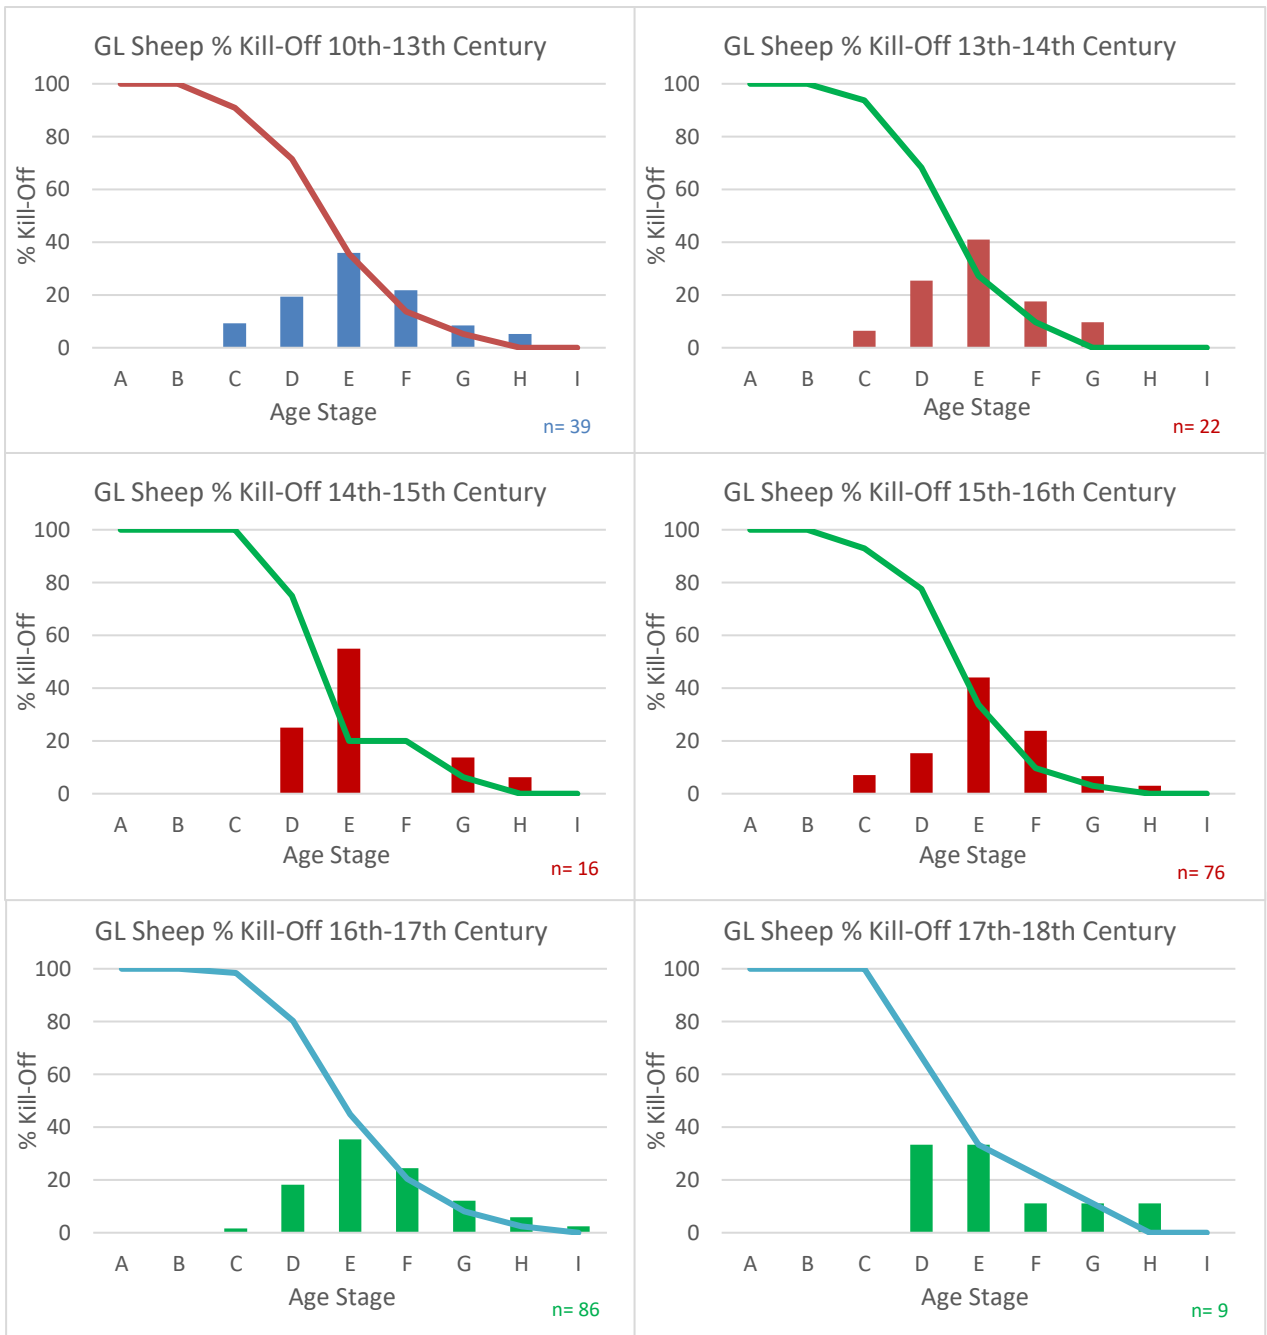 GL Sheep % Kill-Off 10th-13th Century
100
80
60
40
20
0
% Kill-Off
A B C D E F G H I
Age Stage
n= 39
GL Sheep % Kill-Off 13th-14th Century
100
80
60
40
20
0
% Kill-Off
A B C D E F G H I
Age Stage
n= 22
GL Sheep % Kill-Off 14th-15th Century
100
80
60
40
20
0
% Kill-Off
A B C D E F G H I
Age Stage
n= 16
GL Sheep % Kill-Off 15th-16th Century
100
80
60
40
20
0
% Kill-Off
A B C D E F G H I
Age Stage
n= 76
GL Sheep % Kill-Off 16th-17th Century
100
80
60
40
20
0
% Kill-Off
A B C D E F G H I
Age Stage
n= 86
GL Sheep % Kill-Off 17th-18th Century
100
80
60
40
20
0
% Kill-Off
A B C D E F G H I
Age Stage
n= 9